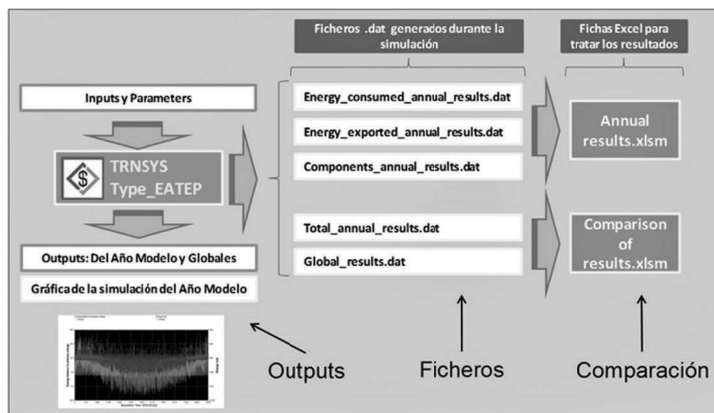 Ficheros .dat generados durante la
simulación
Fichas Excel para
tratar los resultados
Inputs y Parameters
TRNSYS
Type_EATEP
Outputs: Del Año Modelo y Globales
Gráfica de la simulación del Año Modelo
Energy_consumed_annual_results.dat
Energy_exported_annual_results.dat
Components_annual_results.dat
Total_annual_results.dat
Global_results.dat
Annual
results.xlsm
Comparison
of
results.xlsm
Outputs
Ficheros
Comparación